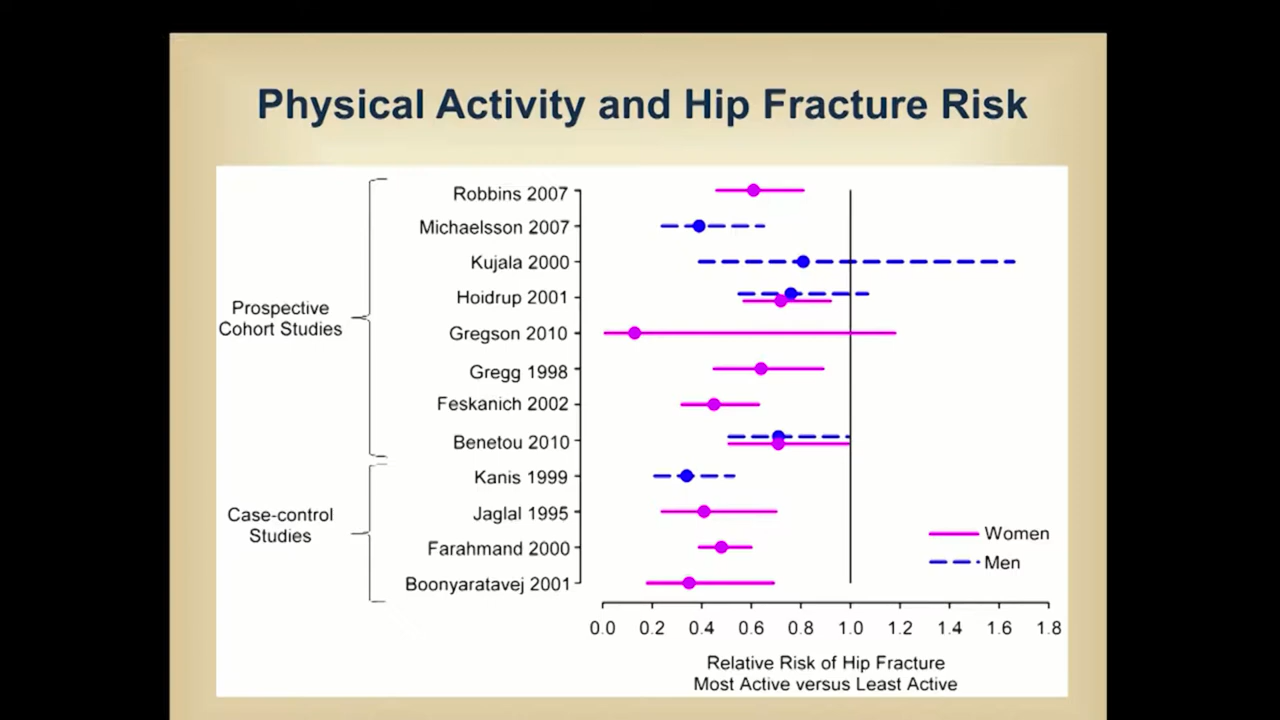 Physical Activity and Hip Fracture Risk
Prospective
Cohort Studies
Robbins 2007
Michaelsson 2007
Kujala 2000
Hoidrup 2001
Gregson 2010
Gregg 1998
Feskanich 2002
Benetou 2010
Case-control
Studies
Kanis 1999
Jaglal 1995
Farahmand 2000
Boonyaratavej 2001
Women
Men
0.0 0.2 0.4 0.6 0.8 1.0 1.2 1.4 1.6 1.8
Relative Risk of Hip Fracture
Most Active versus Least Active